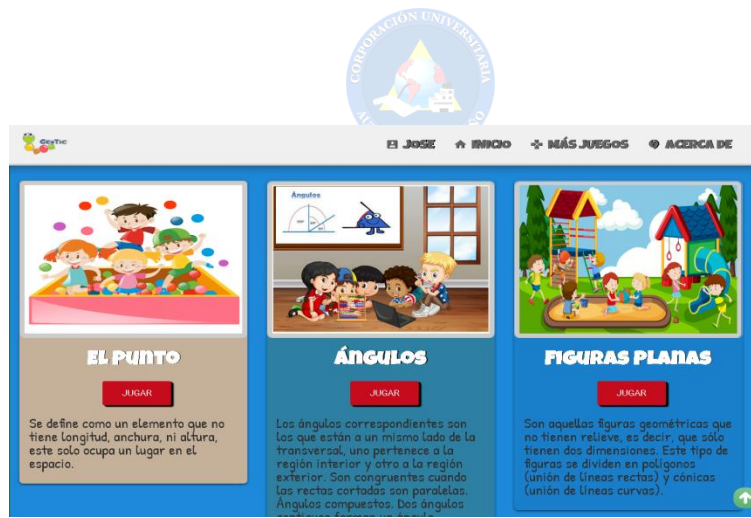 CORPORACIÓN UNIVERSITARIA
GEOTIC
JOSE
INICIO
MÁS JUEGOS
ACERCA DE
Ángulos
EL PUNTO
JUGAR
Se define como un elemento que no
tiene longitud, anchura, ni altura,
este solo ocupa un lugar en el
espacio.
ÁNGULOS
JUGAR
Los ángulos correspondientes son
los que están a un mismo lado de la
transversal, uno pertenece a la
región interior y otro a la región
exterior. Son congruentes cuando
las rectas cortadas son paralelas.
Ángulos compuestos. Dos ángulos
contiguos forman un ángulo
FIGURAS PLANAS
JUGAR
Son aquellas figuras geométricas que
no tienen relieve, es decir, que sólo
tienen dos dimensiones. Este tipo de
figuras se dividen en polígonos
(unión de líneas rectas) y cónicas
(unión de líneas curvas).